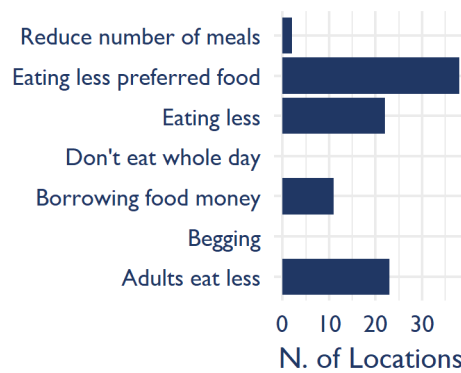 Reduce number of meals
Eating less preferred food
Eating less
Don't eat whole day
Borrowing food money
Begging
Adults eat less
0 10 20 30
N. of Locations